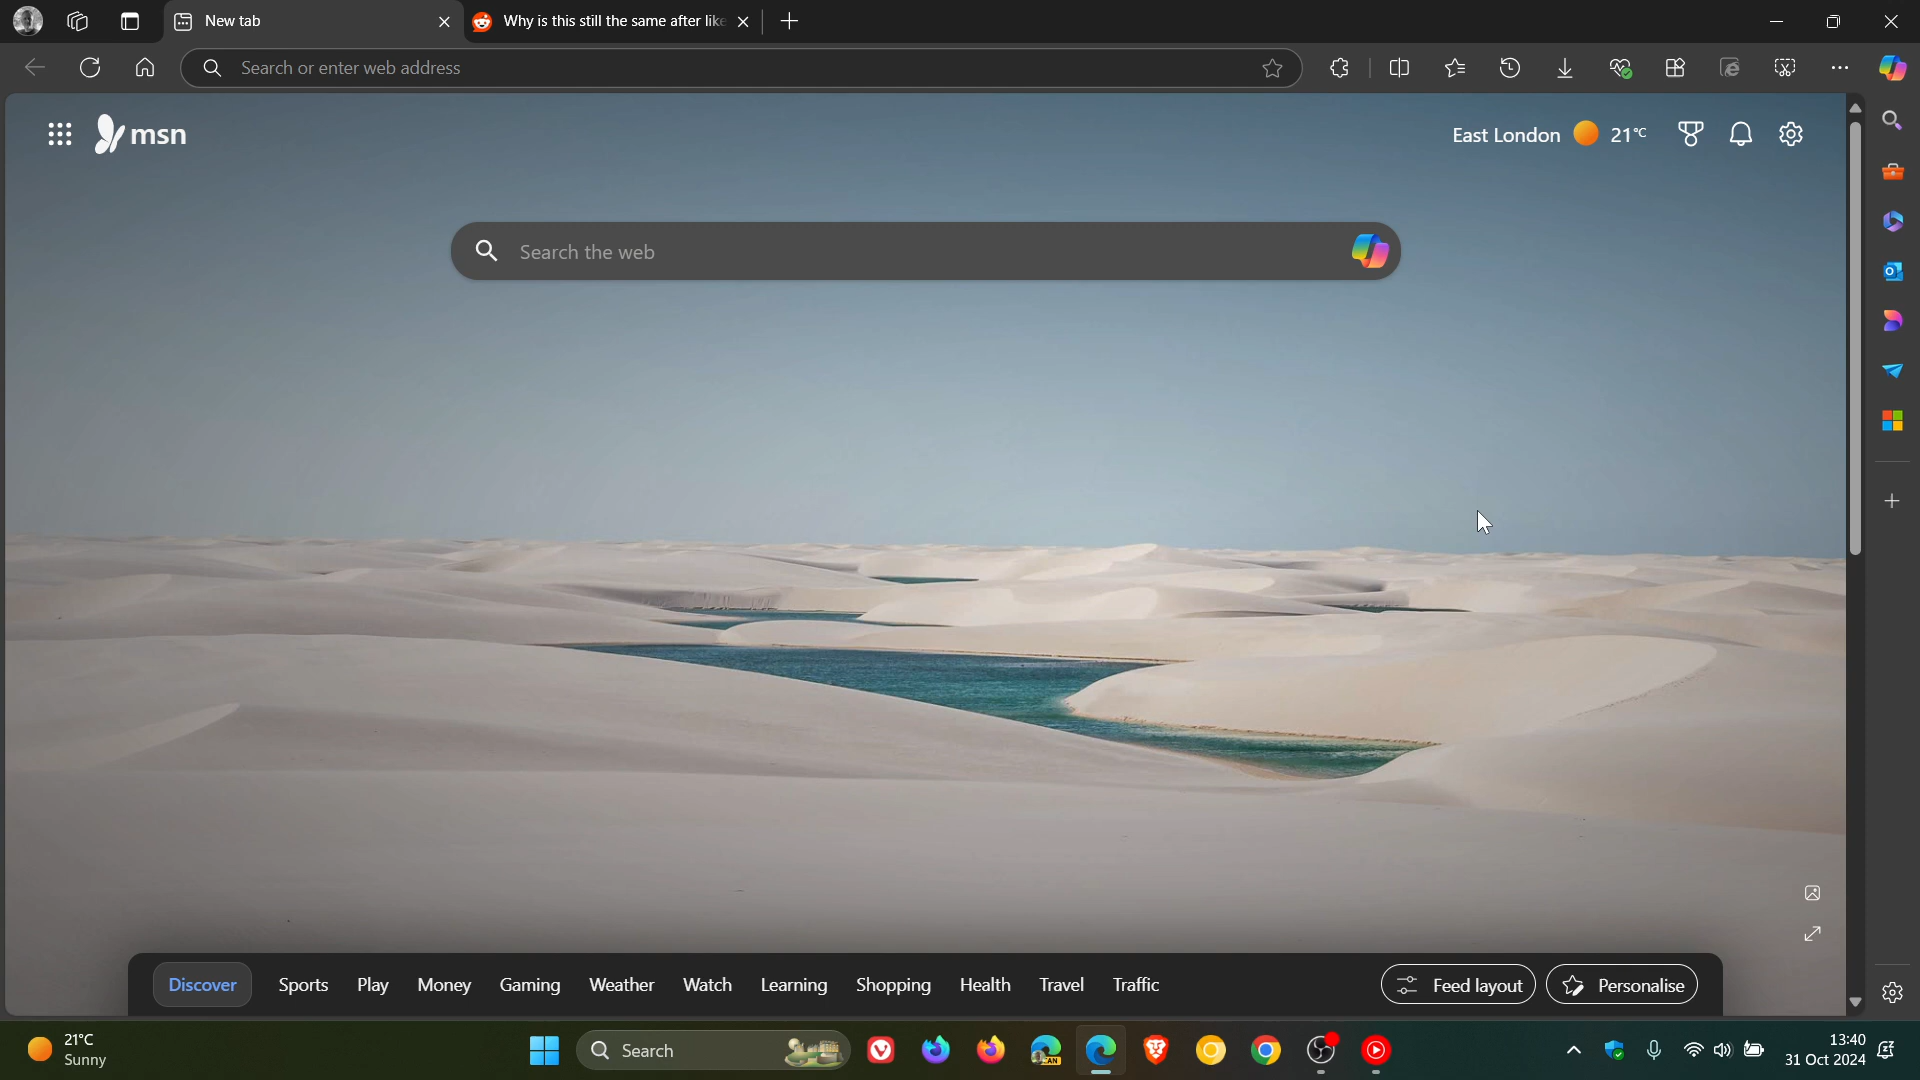 New tab
Why is this still the same after like
Search or enter web address
msn
East London 21°C
Search the web
Discover Sports Play Money Gaming Weather Watch Learning Shopping Health Travel Traffic Feed layout Personalise
21°C
Sunny
Search
CAN
13:40
31 Oct 2024